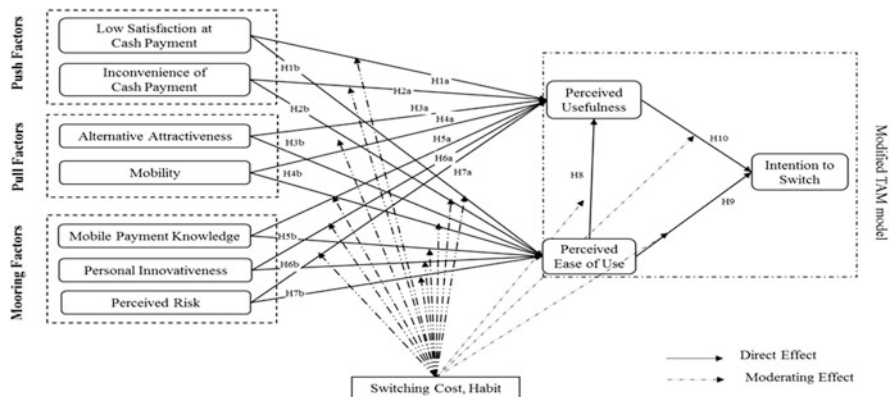 Push Factors
Low Satisfaction at
Cash Payment
Inconvenience of
Cash Payment
Pull Factors
Alternative Attractiveness
Mobility
Mooring Factors
Mobile Payment Knowledge
Personal Innovativeness
Perceived Risk
H1a
H1b
H2a
H2b
H3a
H4a
H3b
H5a
H6a
H4b
H7a
H5b
H6b
H7b
Perceived
Usefulness
H8
Perceived
Ease of Use
H10
H9
Intention to
Switch
Modified TAM model
Switching Cost, Habit
Direct Effect
Moderating Effect